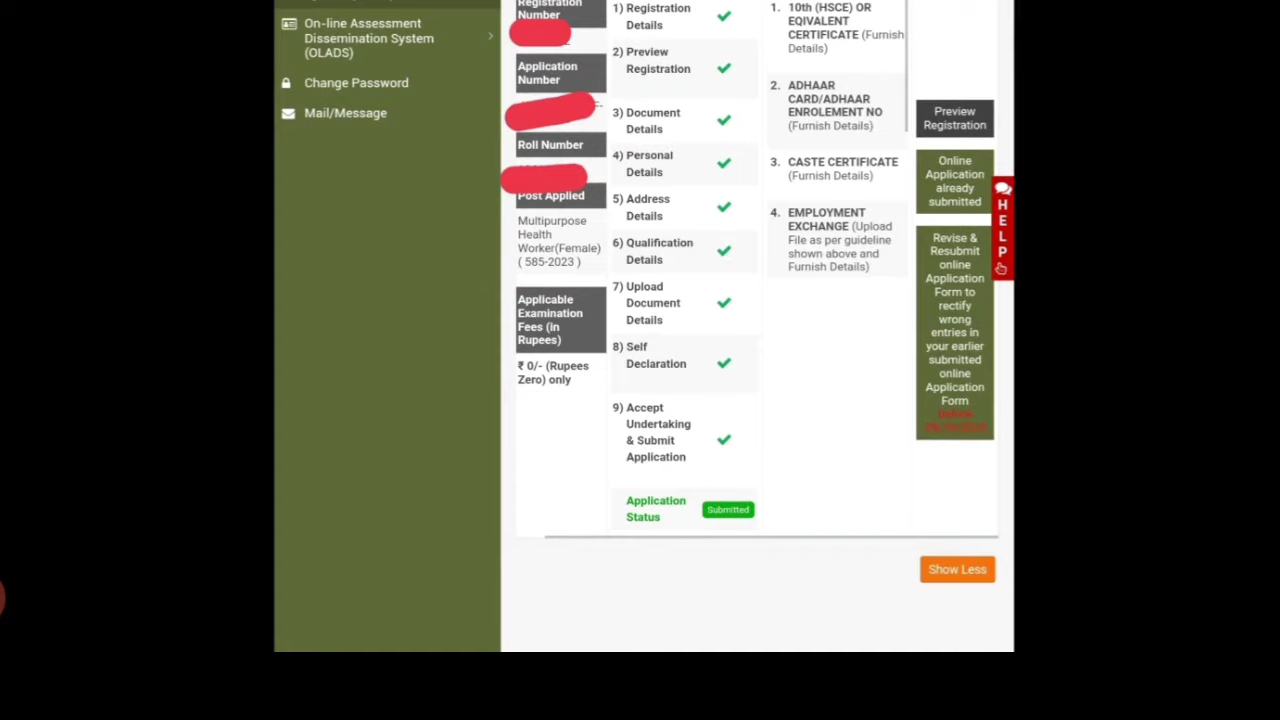 On-line Assessment
Dissemination System
(OLADS)
Change Password
Mail/Message
Registration
Number
Application
Number
Roll Number
Post Applied
Multipurpose
Health
Worker(Female)
( 585-2023 )
Applicable
Examination
Fees (in
Rupees)
₹ 0/- (Rupees
Zero) only
1) Registration
Details
2) Preview
Registration
3) Document
Details
4) Personal
Details
5) Address
Details
6) Qualification
Details
7) Upload
Document
Details
8) Self
Declaration
9) Accept
Undertaking
& Submit
Application
Application
Status
Submitted
1. 10th (HSCE) OR
EQIVALENT
CERTIFICATE (Furnish
Details)
2. ADHAAR
CARD/ADHAAR
ENROLEMENT NO
(Furnish Details)
3. CASTE CERTIFICATE
(Furnish Details)
4. EMPLOYMENT
EXCHANGE (Upload
File as per guideline
shown above and
Furnish Details)
Preview
Registration
Online
Application
already
submitted
Revise &
Resubmit
online
Application
Form to
rectify
wrong
entries in
your earlier
submitted
online
Application
Form
HELP
Show Less